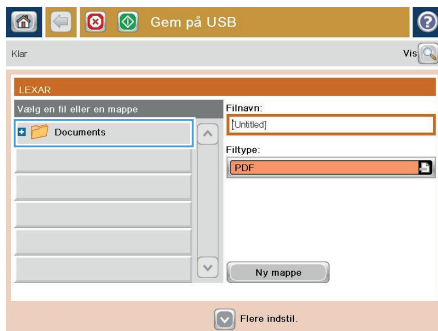 Gem på USB
Klar
Vis
LEXAR
Vælg en fil eller en mappe
Filnavn:
Documents
[Untitled]
Filtype:
PDF
Ny mappe
Flere indstil.